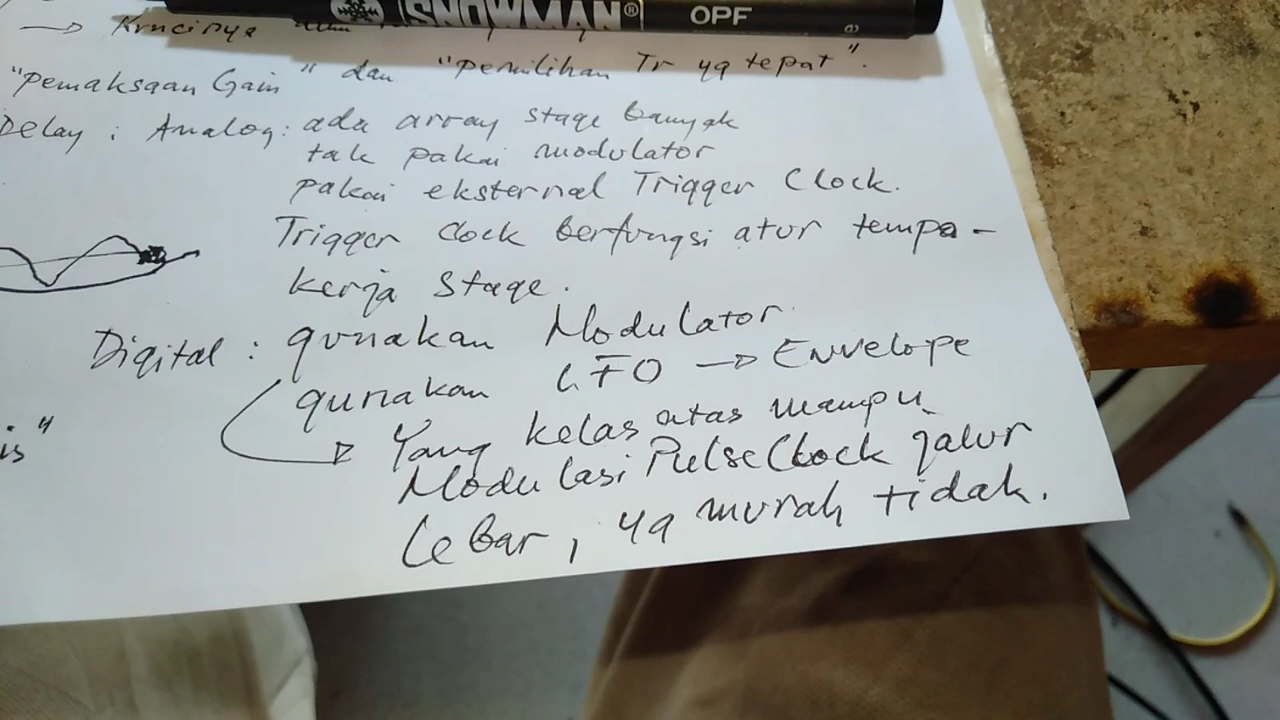 SNOWMAN® OPF
→ Kuncinya
"pemaksaan Gain" dan "pemilihan Tr yg tepat".
Delay : Analog : ada array stage banyak
tak pakai modulator
pakai eksternal Trigger Clock.
Trigger Clock berfungsi atur tempo-
kerja stage.
Digital : gunakan Modulator.
gunakan LFO → Envelope
is"
Yang kelas atas mampu
Modulasi Pulse Clock jalur
lebar, yg murah tidak.